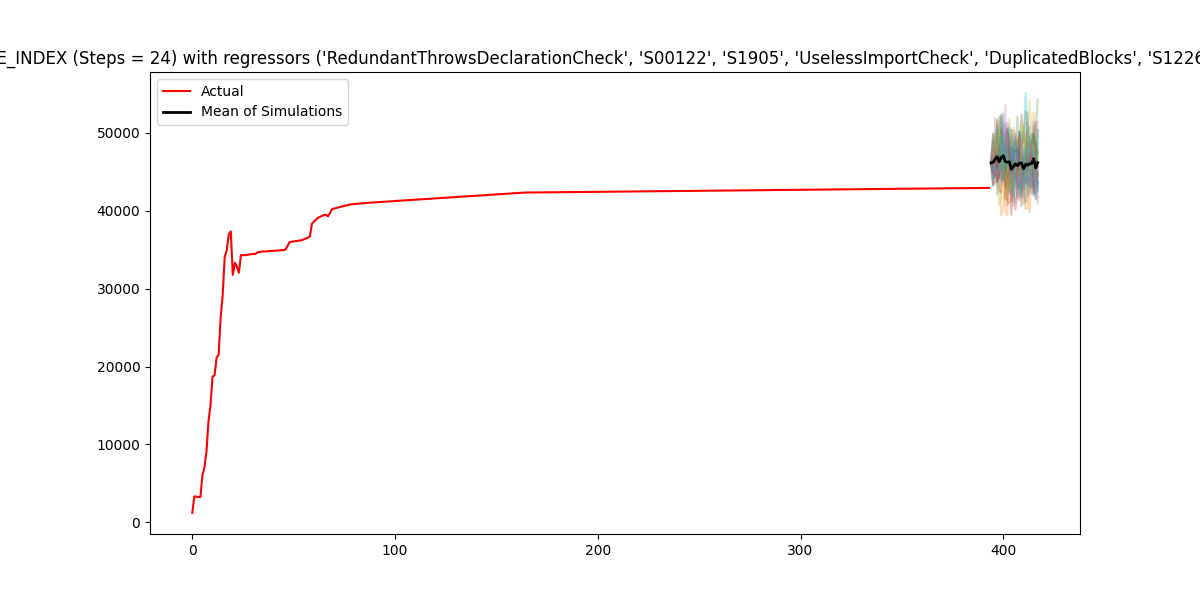 E_INDEX (Steps = 24) with regressors ('RedundantThrowsDeclarationCheck', 'S00122', 'S1905', 'UselessImportCheck', 'DuplicatedBlocks', 'S1226
Actual
Mean of Simulations
50000
40000
30000
20000
10000
0
0 100 200 300 400